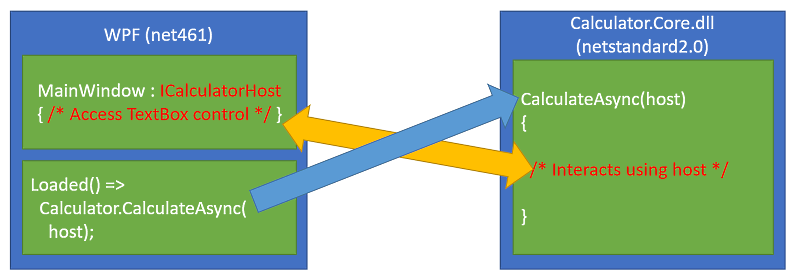 WPF (net461)
MainWindow : ICalculatorHost
{ /* Access TextBox control */ }
Loaded() =>
Calculator.CalculateAsync(
host);
Calculator.Core.dll
(netstandard2.0)
CalculateAsync(host)
{
/* Interacts using host */
}